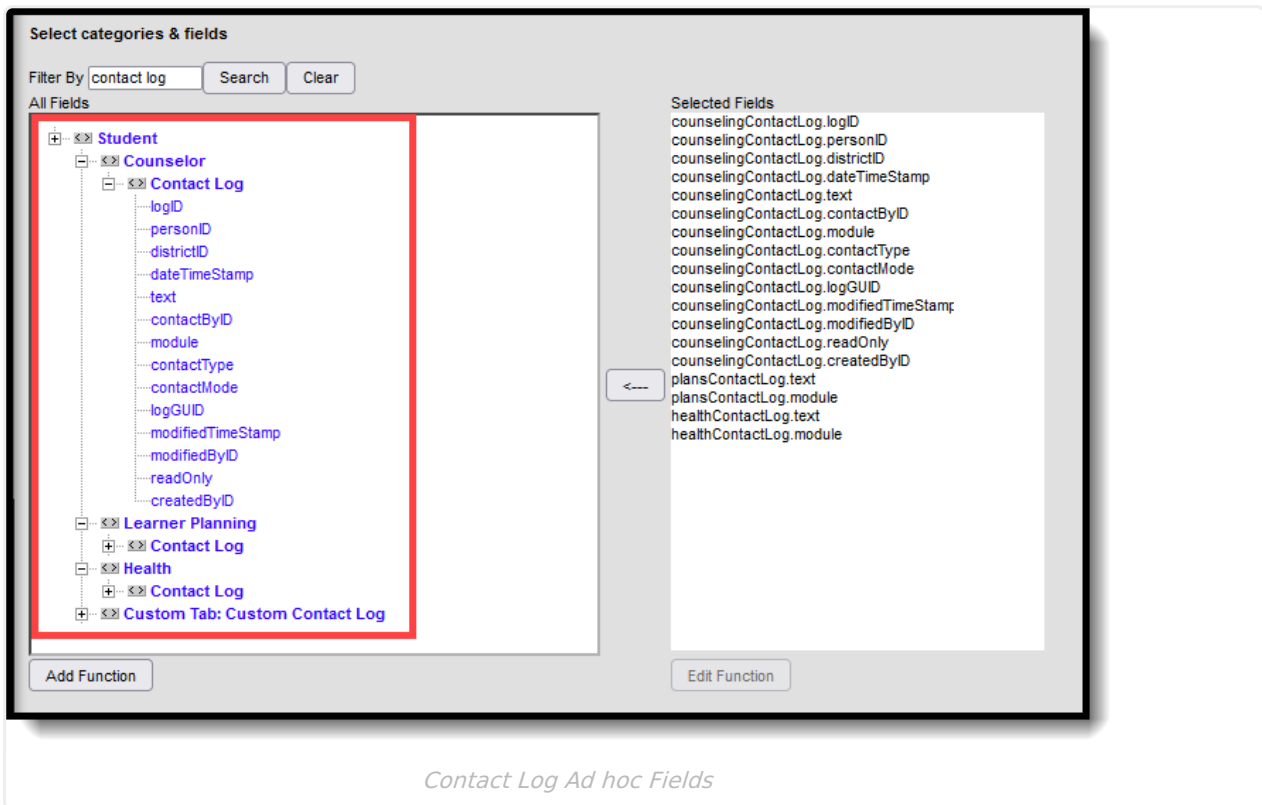 Select categories & fields
Filter By contact log Search Clear
All Fields
Student
Counselor
Contact Log
logID
personID
districtID
dateTimeStamp
text
contactByID
module
contactType
contactMode
logGUID
modifiedTimeStamp
modifiedByID
readOnly
createdByID
Learner Planning
Contact Log
Health
Contact Log
Custom Tab: Custom Contact Log
Add Function
<---
Selected Fields
counselingContactLog.logID
counselingContactLog.personID
counselingContactLog.districtID
counselingContactLog.dateTimeStamp
counselingContactLog.text
counselingContactLog.contactByID
counselingContactLog.module
counselingContactLog.contactType
counselingContactLog.contactMode
counselingContactLog.logGUID
counselingContactLog.modifiedTimeStamp
counselingContactLog.modifiedByID
counselingContactLog.readOnly
counselingContactLog.createdByID
plansContactLog.text
plansContactLog.module
healthContactLog.text
healthContactLog.module
Edit Function
Contact Log Ad hoc Fields